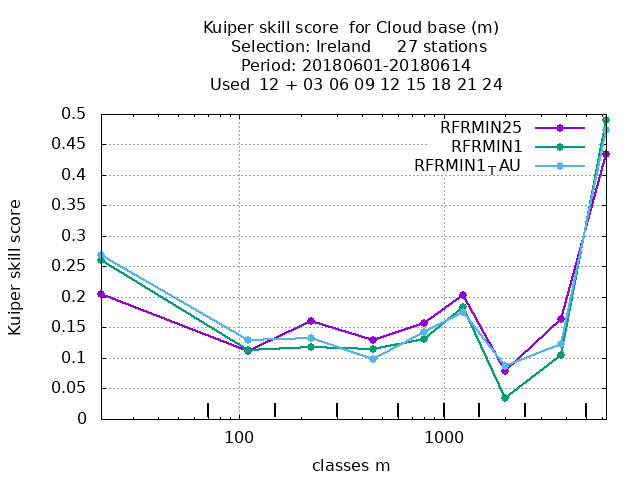 Kuiper skill score  for Cloud base (m)
Selection: Ireland     27 stations
Period: 20180601-20180614
Used  12 + 03 06 09 12 15 18 21 24
RFRMIN25
RFRMIN1
RFRMIN1TAU
0.5
0.45
0.4
0.35
0.3
0.25
0.2
0.15
0.1
0.05
0
Kuiper skill score
100
1000
classes m